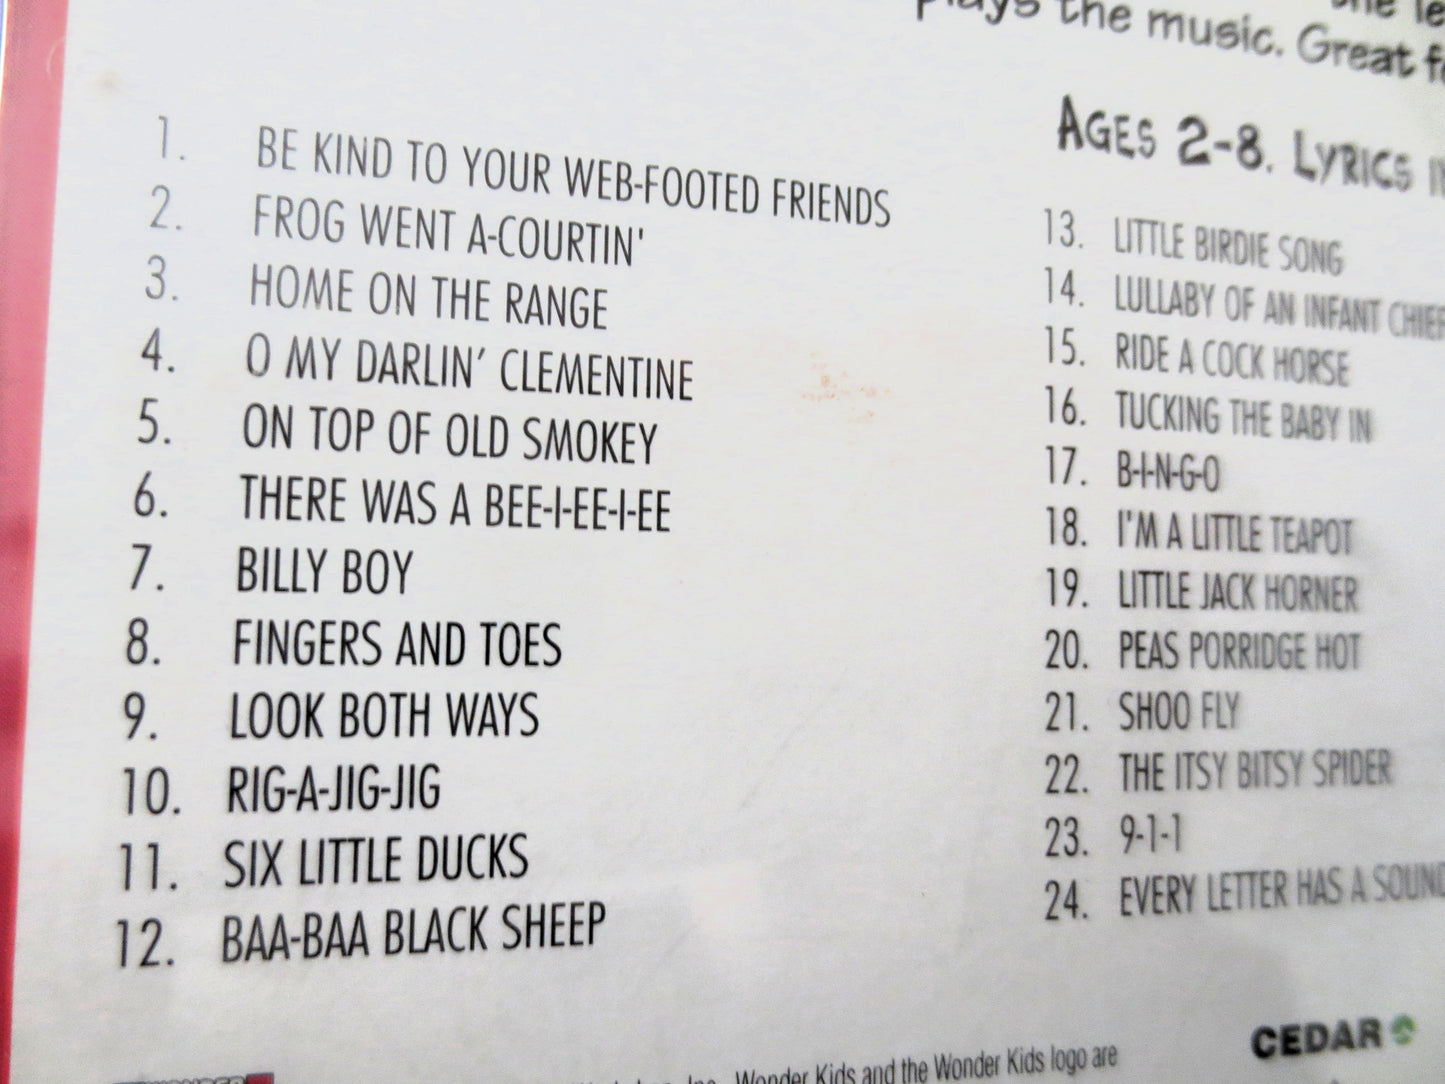 the le
plays the music. Great f
AGES 2-8. LYRICS
1. BE KIND TO YOUR WEB-FOOTED FRIENDS
2. FROG WENT A-COURTIN'
3. HOME ON THE RANGE
4. O MY DARLIN' CLEMENTINE
5. ON TOP OF OLD SMOKEY
6. THERE WAS A BEE-I-EE-I-EE
7. BILLY BOY
8. FINGERS AND TOES
9. LOOK BOTH WAYS
10. RIG-A-JIG-JIG
11. SIX LITTLE DUCKS
12. BAA-BAA BLACK SHEEP
13. LITTLE BIRDIE SONG
14. LULLABY OF AN INFANT CHIEF
15. RIDE A COCK HORSE
16. TUCKING THE BABY IN
17. B-I-N-G-O
18. I'M A LITTLE TEAPOT
19. LITTLE JACK HORNER
20. PEAS PORRIDGE HOT
21. SHOO FLY
22. THE ITSY BITSY SPIDER
23. 9-1-1
24. EVERY LETTER HAS A SOUND
CEDAR
Inc. Wonder Kids and the Wonder Kids logo are